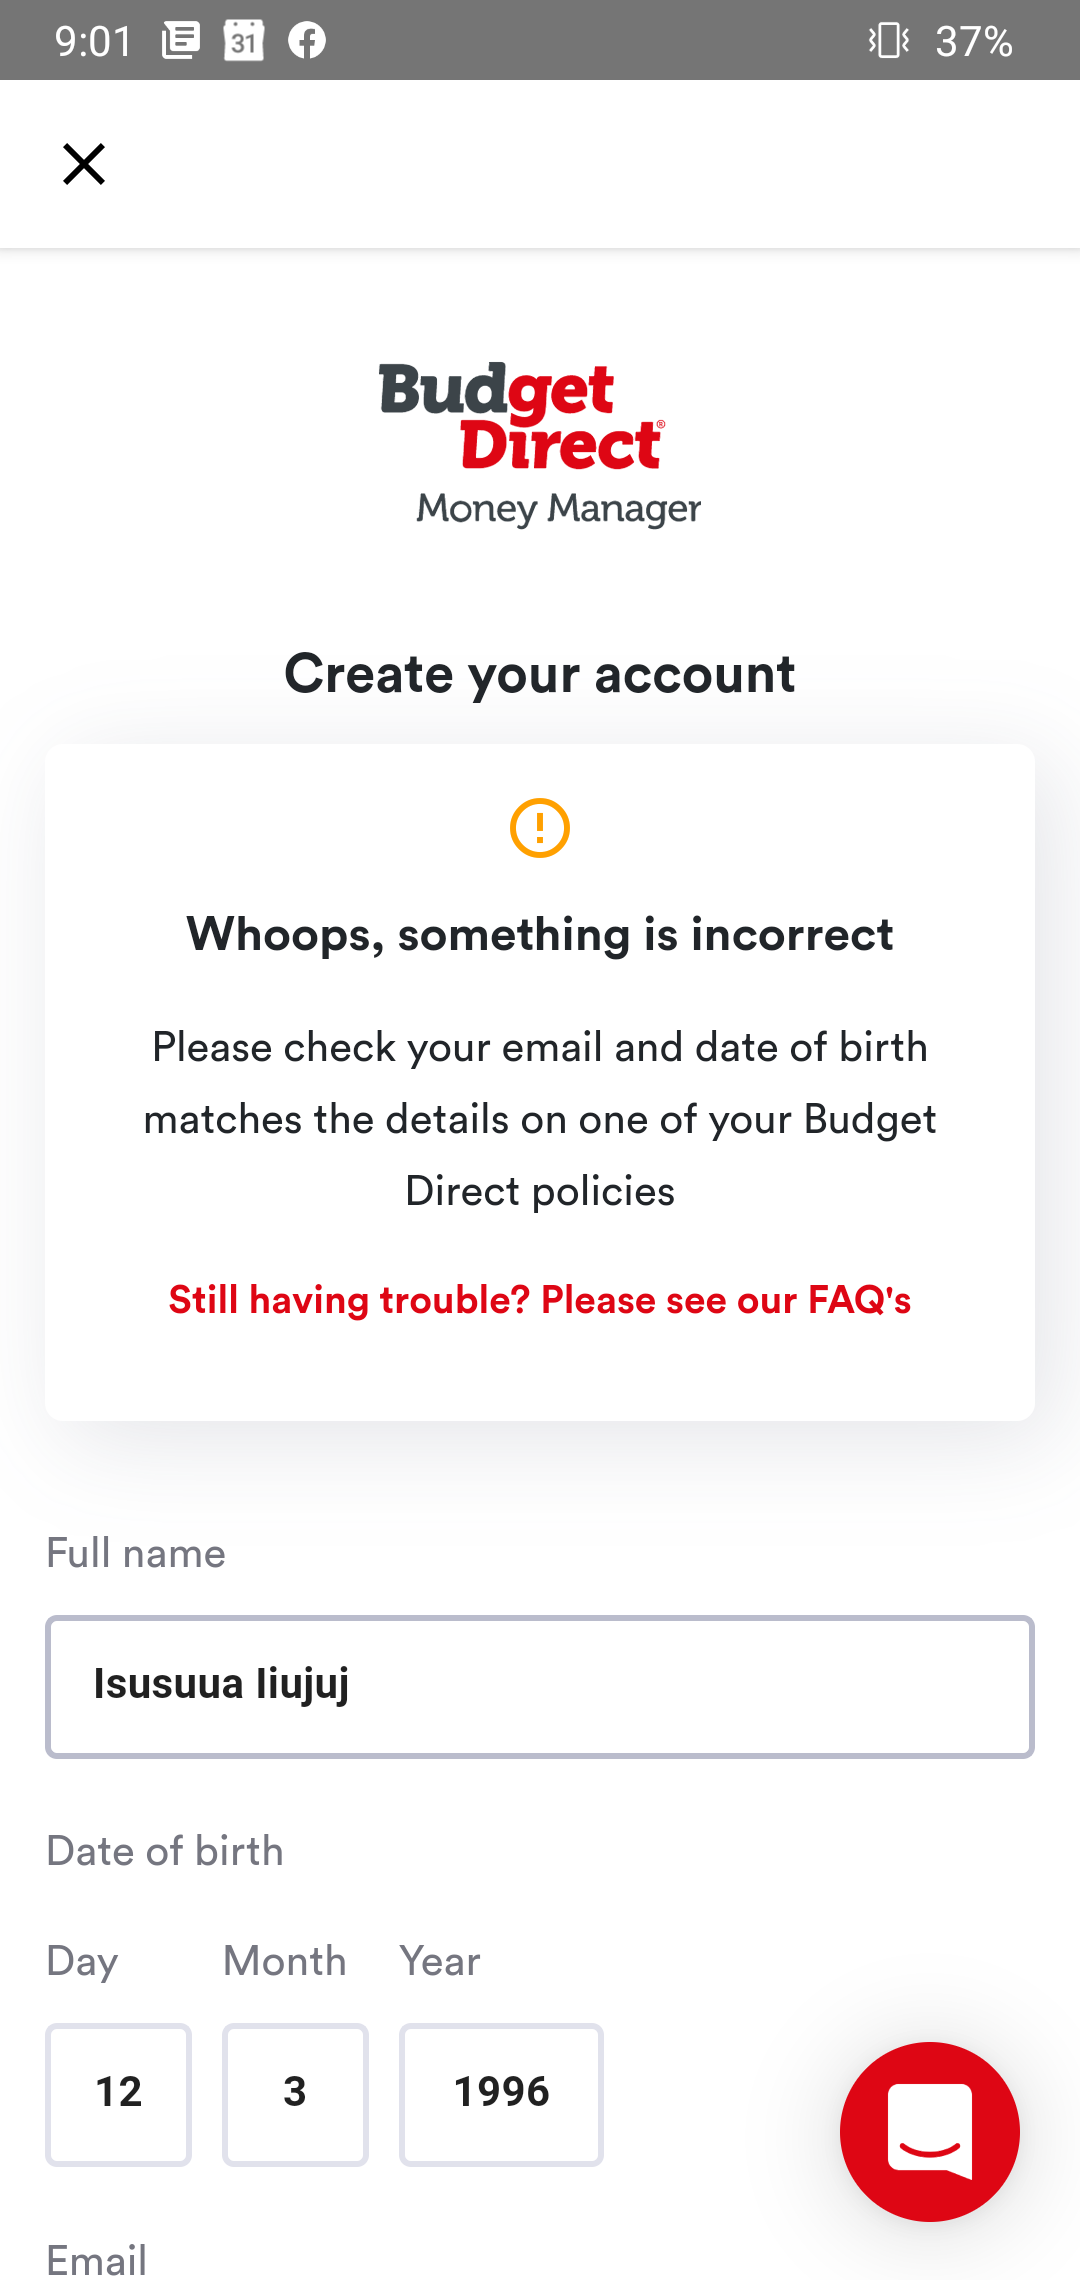 9:01 31 37%
Budget
Direct®
Money Manager
Create your account
Whoops, something is incorrect
Please check your email and date of birth
matches the details on one of your Budget
Direct policies
Still having trouble? Please see our FAQ's
Full name
Isusuua Iiujuj
Date of birth
Day Month Year
12 3 1996
Email